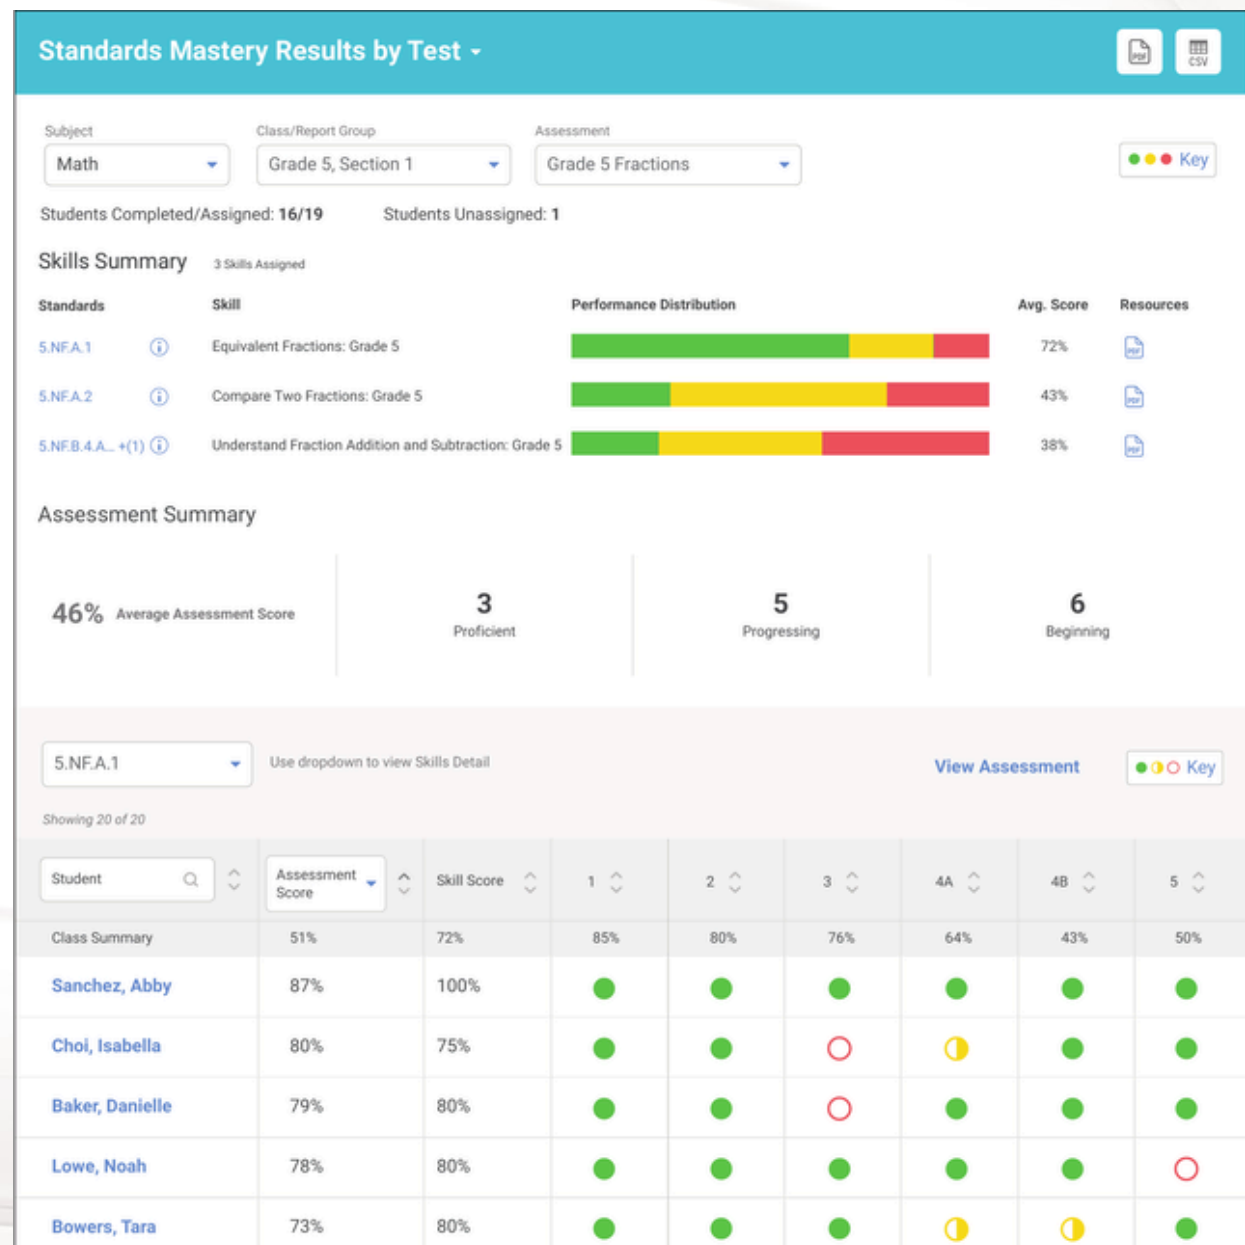 Standards Mastery Results by Test
PDF
CSV
Subject
Class/Report Group
Assessment
Math
Grade 5, Section 1
Grade 5 Fractions
Key
Students Completed/Assigned: 16/19 Students Unassigned: 1
Skills Summary 3 Skills Assigned
Standards Skill Performance Distribution Avg. Score Resources
5.NF.A.1 i Equivalent Fractions: Grade 5 72% PDF
5.NF.A.2 i Compare Two Fractions: Grade 5 43% PDF
5.NF.B.4.A... +(1) i Understand Fraction Addition and Subtraction: Grade 5 38% PDF
Assessment Summary
46% Average Assessment Score
3
Proficient
5
Progressing
6
Beginning
5.NF.A.1 Use dropdown to view Skills Detail View Assessment Key
Showing 20 of 20
Student Assessment Score Skill Score 1 2 3 4A 4B 5
Class Summary 51% 72% 85% 80% 76% 64% 43% 50%
Sanchez, Abby 87% 100%
Choi, Isabella 80% 75%
Baker, Danielle 79% 80%
Lowe, Noah 78% 80%
Bowers, Tara 73% 80%